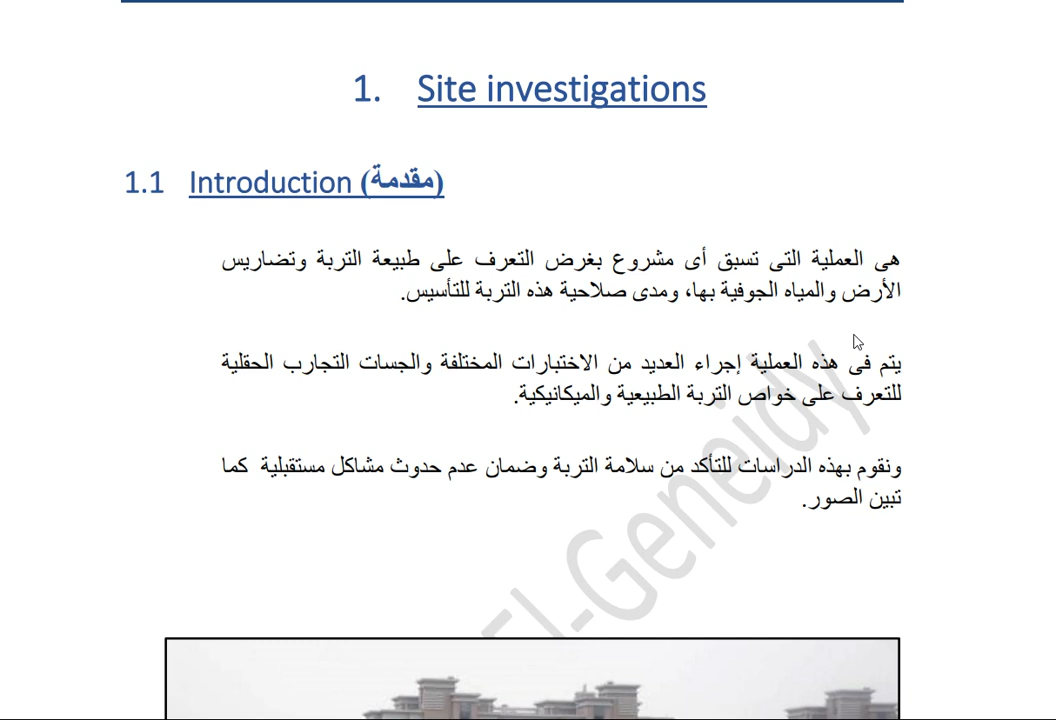 1. Site investigations
1.1 Introduction (مقدمة)
هى العملية التى تسبق أى مشروع بغرض التعرف على طبيعة التربة وتضاريس
الأرض والمياه الجوفية بها، ومدى صلاحية هذه التربة للتأسيس.
يتم فى هذه العملية إجراء العديد من الاختبارات المختلفة والجسات التجارب الحقلية
للتعرف على خواص التربة الطبيعية والميكانيكية.
ونقوم بهذه الدراسات للتأكد من سلامة التربة وضمان عدم حدوث مشاكل مستقبلية كما
تبين الصور.
El-Geneidy